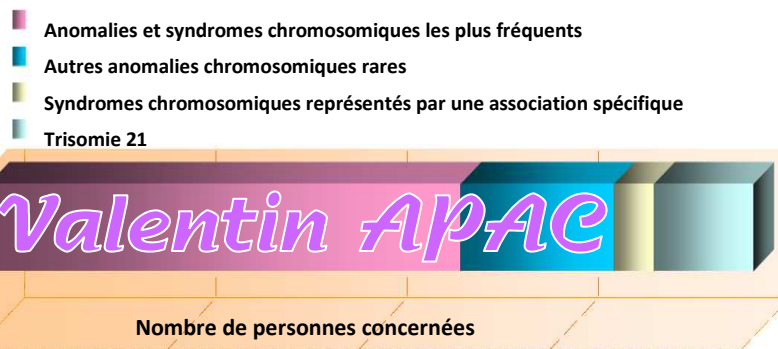 Anomalies et syndromes chromosomiques les plus fréquents
Autres anomalies chromosomiques rares
Syndromes chromosomiques représentés par une association spécifique
Trisomie 21
Valentin APAC
Nombre de personnes concernées